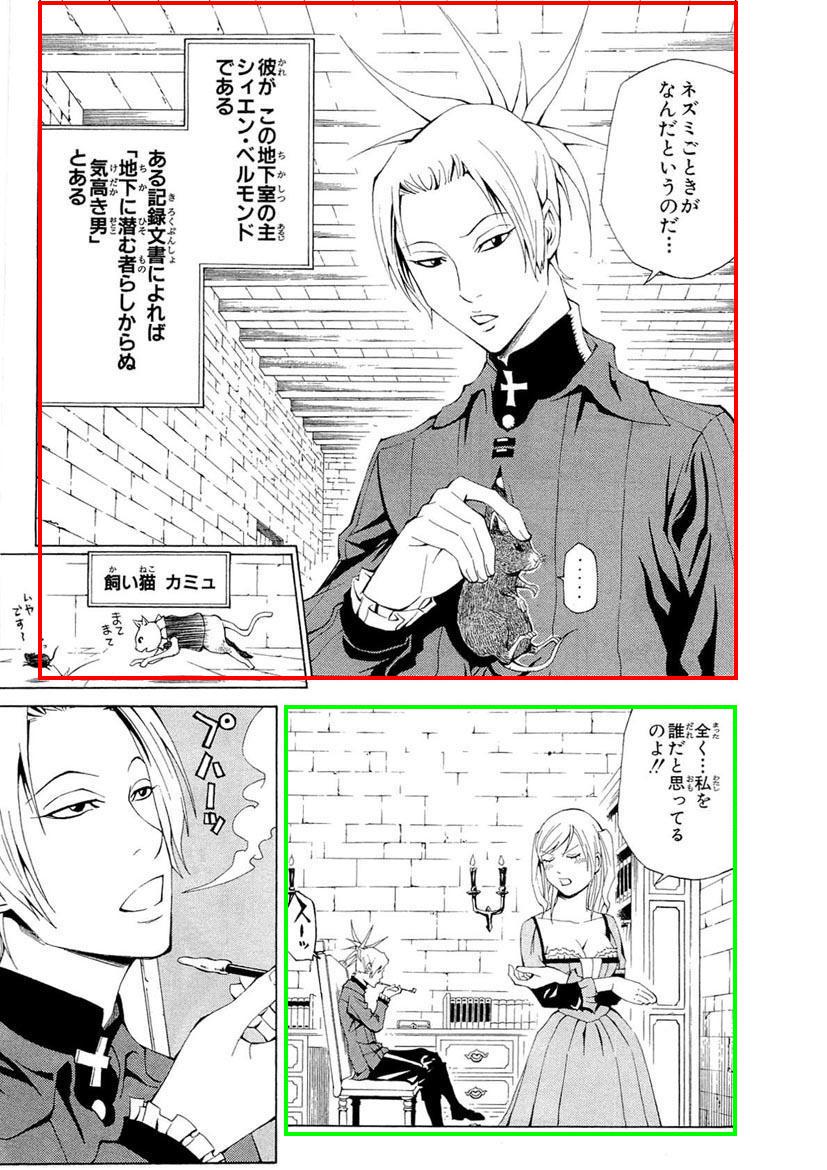 ネズミごときが
なんだというのだ…
彼が この地下室の主
シィエン・ベルモンド
である
ある記録文書によれば
「地下に潜む者らしからぬ
気高き男」
とある
‥‥
飼い猫 カミュ
まて
まて
いや
です〜
全く…私を
誰だと思ってる
のよ!!
スーッ
プハーッ